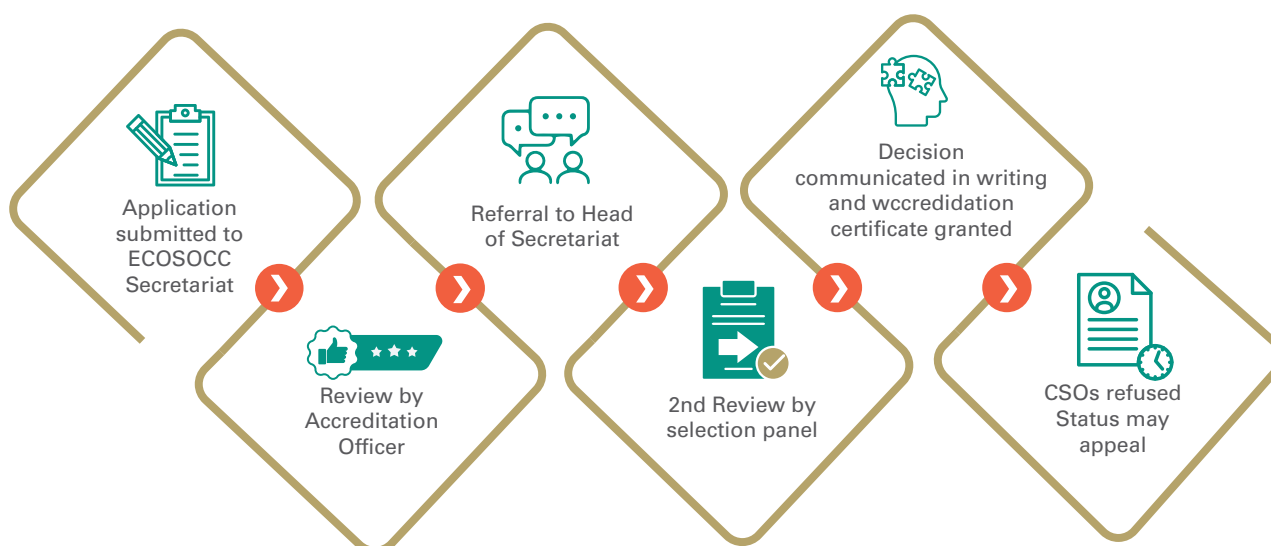 Application
submitted to
ECOSOCC
Secretariat
Review by
Accreditation
Officer
Referral to Head
of Secretariat
2nd Review by
selection panel
Decision
communicated in writing
and wccredidation
certificate granted
CSOs refused
Status may
appeal